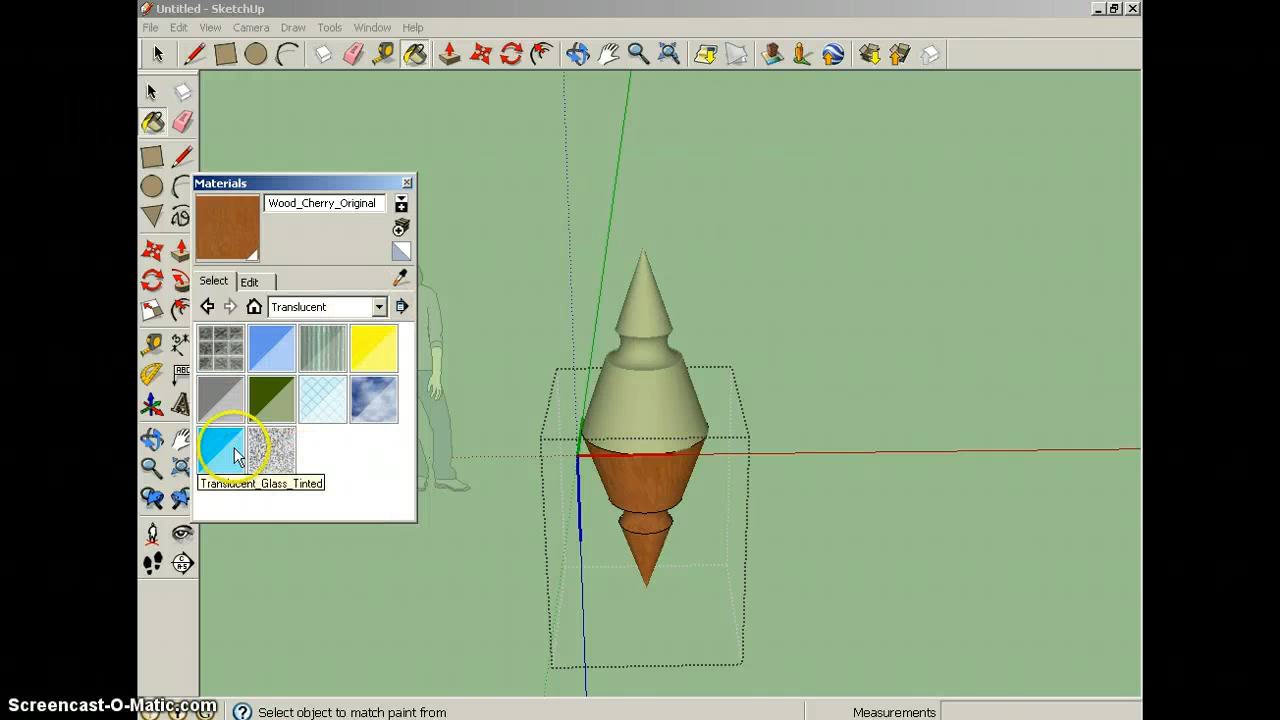 Untitled - SketchUp
File Edit View Camera Draw Tools Window Help
Materials
Wood_Cherry_Original
Select Edit
Translucent
ABC
Translucent_Glass_Tinted
Screencast-O-Matic.com
Select object to match paint from
Measurements